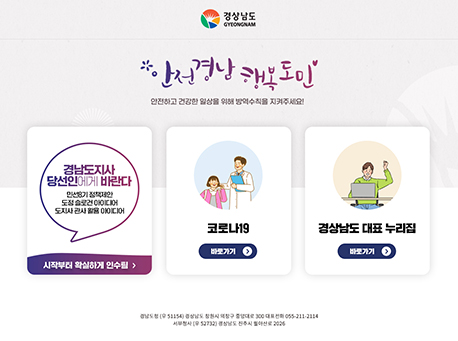 경상남도
GYEONGNAM
안전경남 행복도민
안전하고 건강한 일상을 위해 방역수칙을 지켜주세요!
경남도지사
당선인에게 바란다
민선8기 정책제안
도정 슬로건 아이디어
도지사 관사 활용 아이디어
시작부터 확실하게 인수팀 >
코로나19
바로가기 >
경상남도 대표 누리집
바로가기 >
경남도청 (우 51154) 경상남도 창원시 의창구 중앙대로 300 대표전화 055-211-2114
서부청사 (우 52732) 경상남도 진주시 월아산로 2026